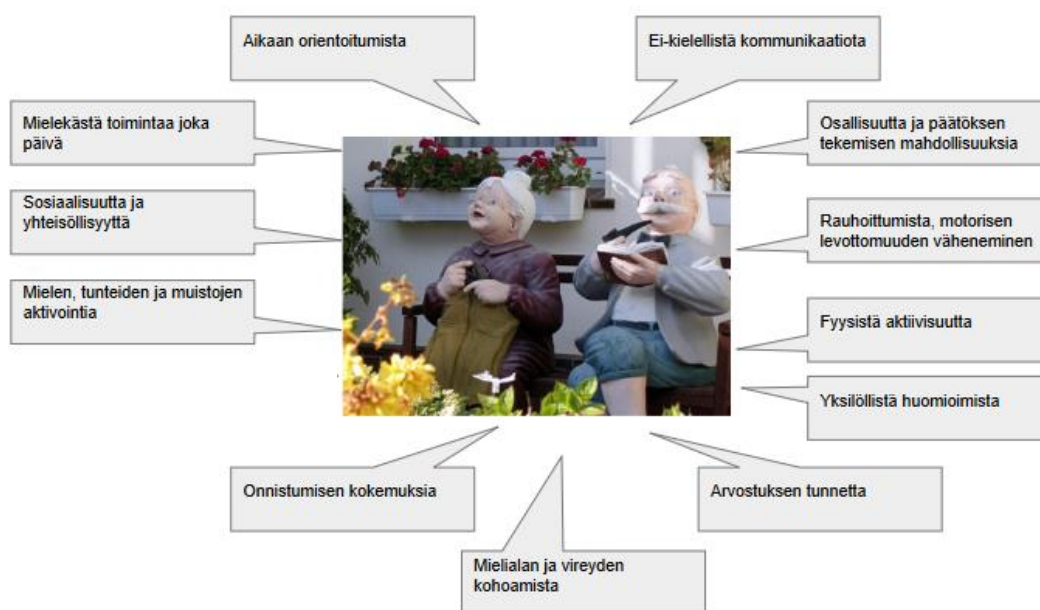 Aikaan orientoitumista
Ei-kielellistä kommunikaatiota
Mielekästä toimintaa joka
päivä
Osallisuutta ja päätöksen
tekemisen mahdollisuuksia
Sosiaalisuutta ja
yhteisöllisyyttä
Rauhoittumista, motorisen
levottomuuden väheneminen
Mielen, tunteiden ja muistojen
aktivointia
Fyysistä aktiivisuutta
Yksilöllistä huomioimista
Onnistumisen kokemuksia
Arvostuksen tunnetta
Mielialan ja vireyden
kohoamista